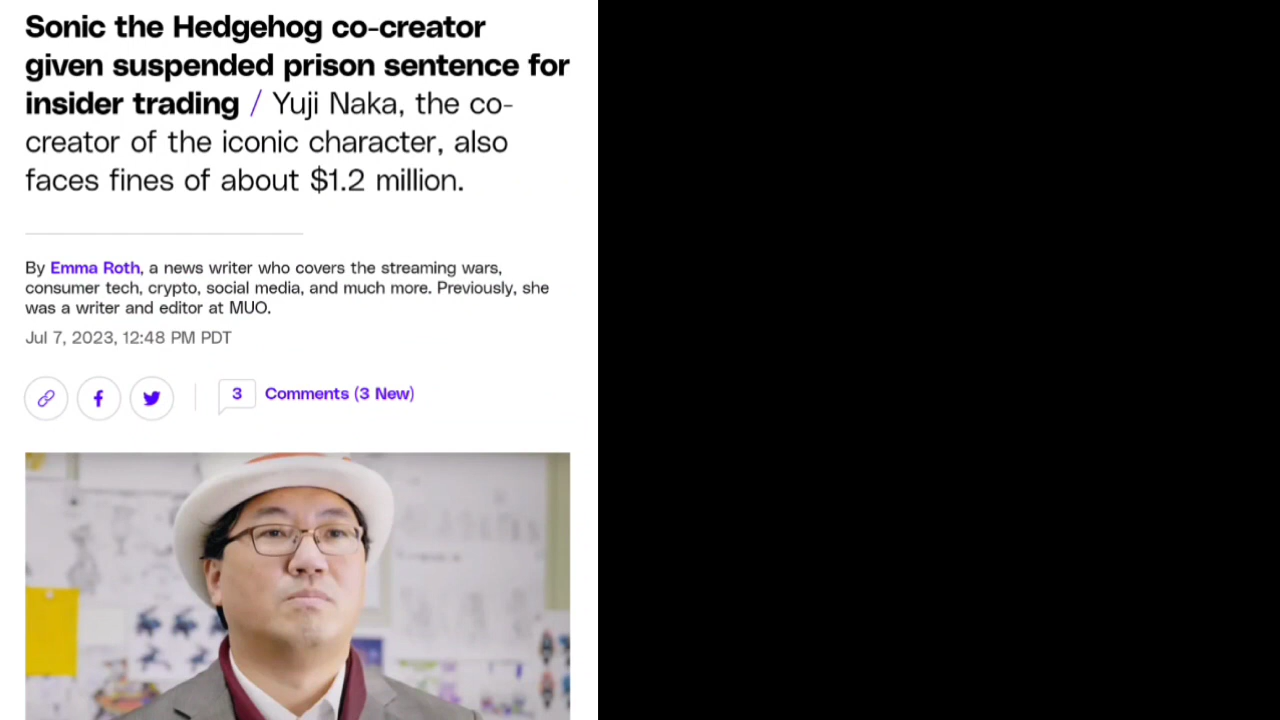 Sonic the Hedgehog co-creator
given suspended prison sentence for
insider trading / Yuji Naka, the co-
creator of the iconic character, also
faces fines of about $1.2 million.
By Emma Roth, a news writer who covers the streaming wars,
consumer tech, crypto, social media, and much more. Previously, she
was a writer and editor at MUO.
Jul 7, 2023, 12:48 PM PDT
3 Comments (3 New)